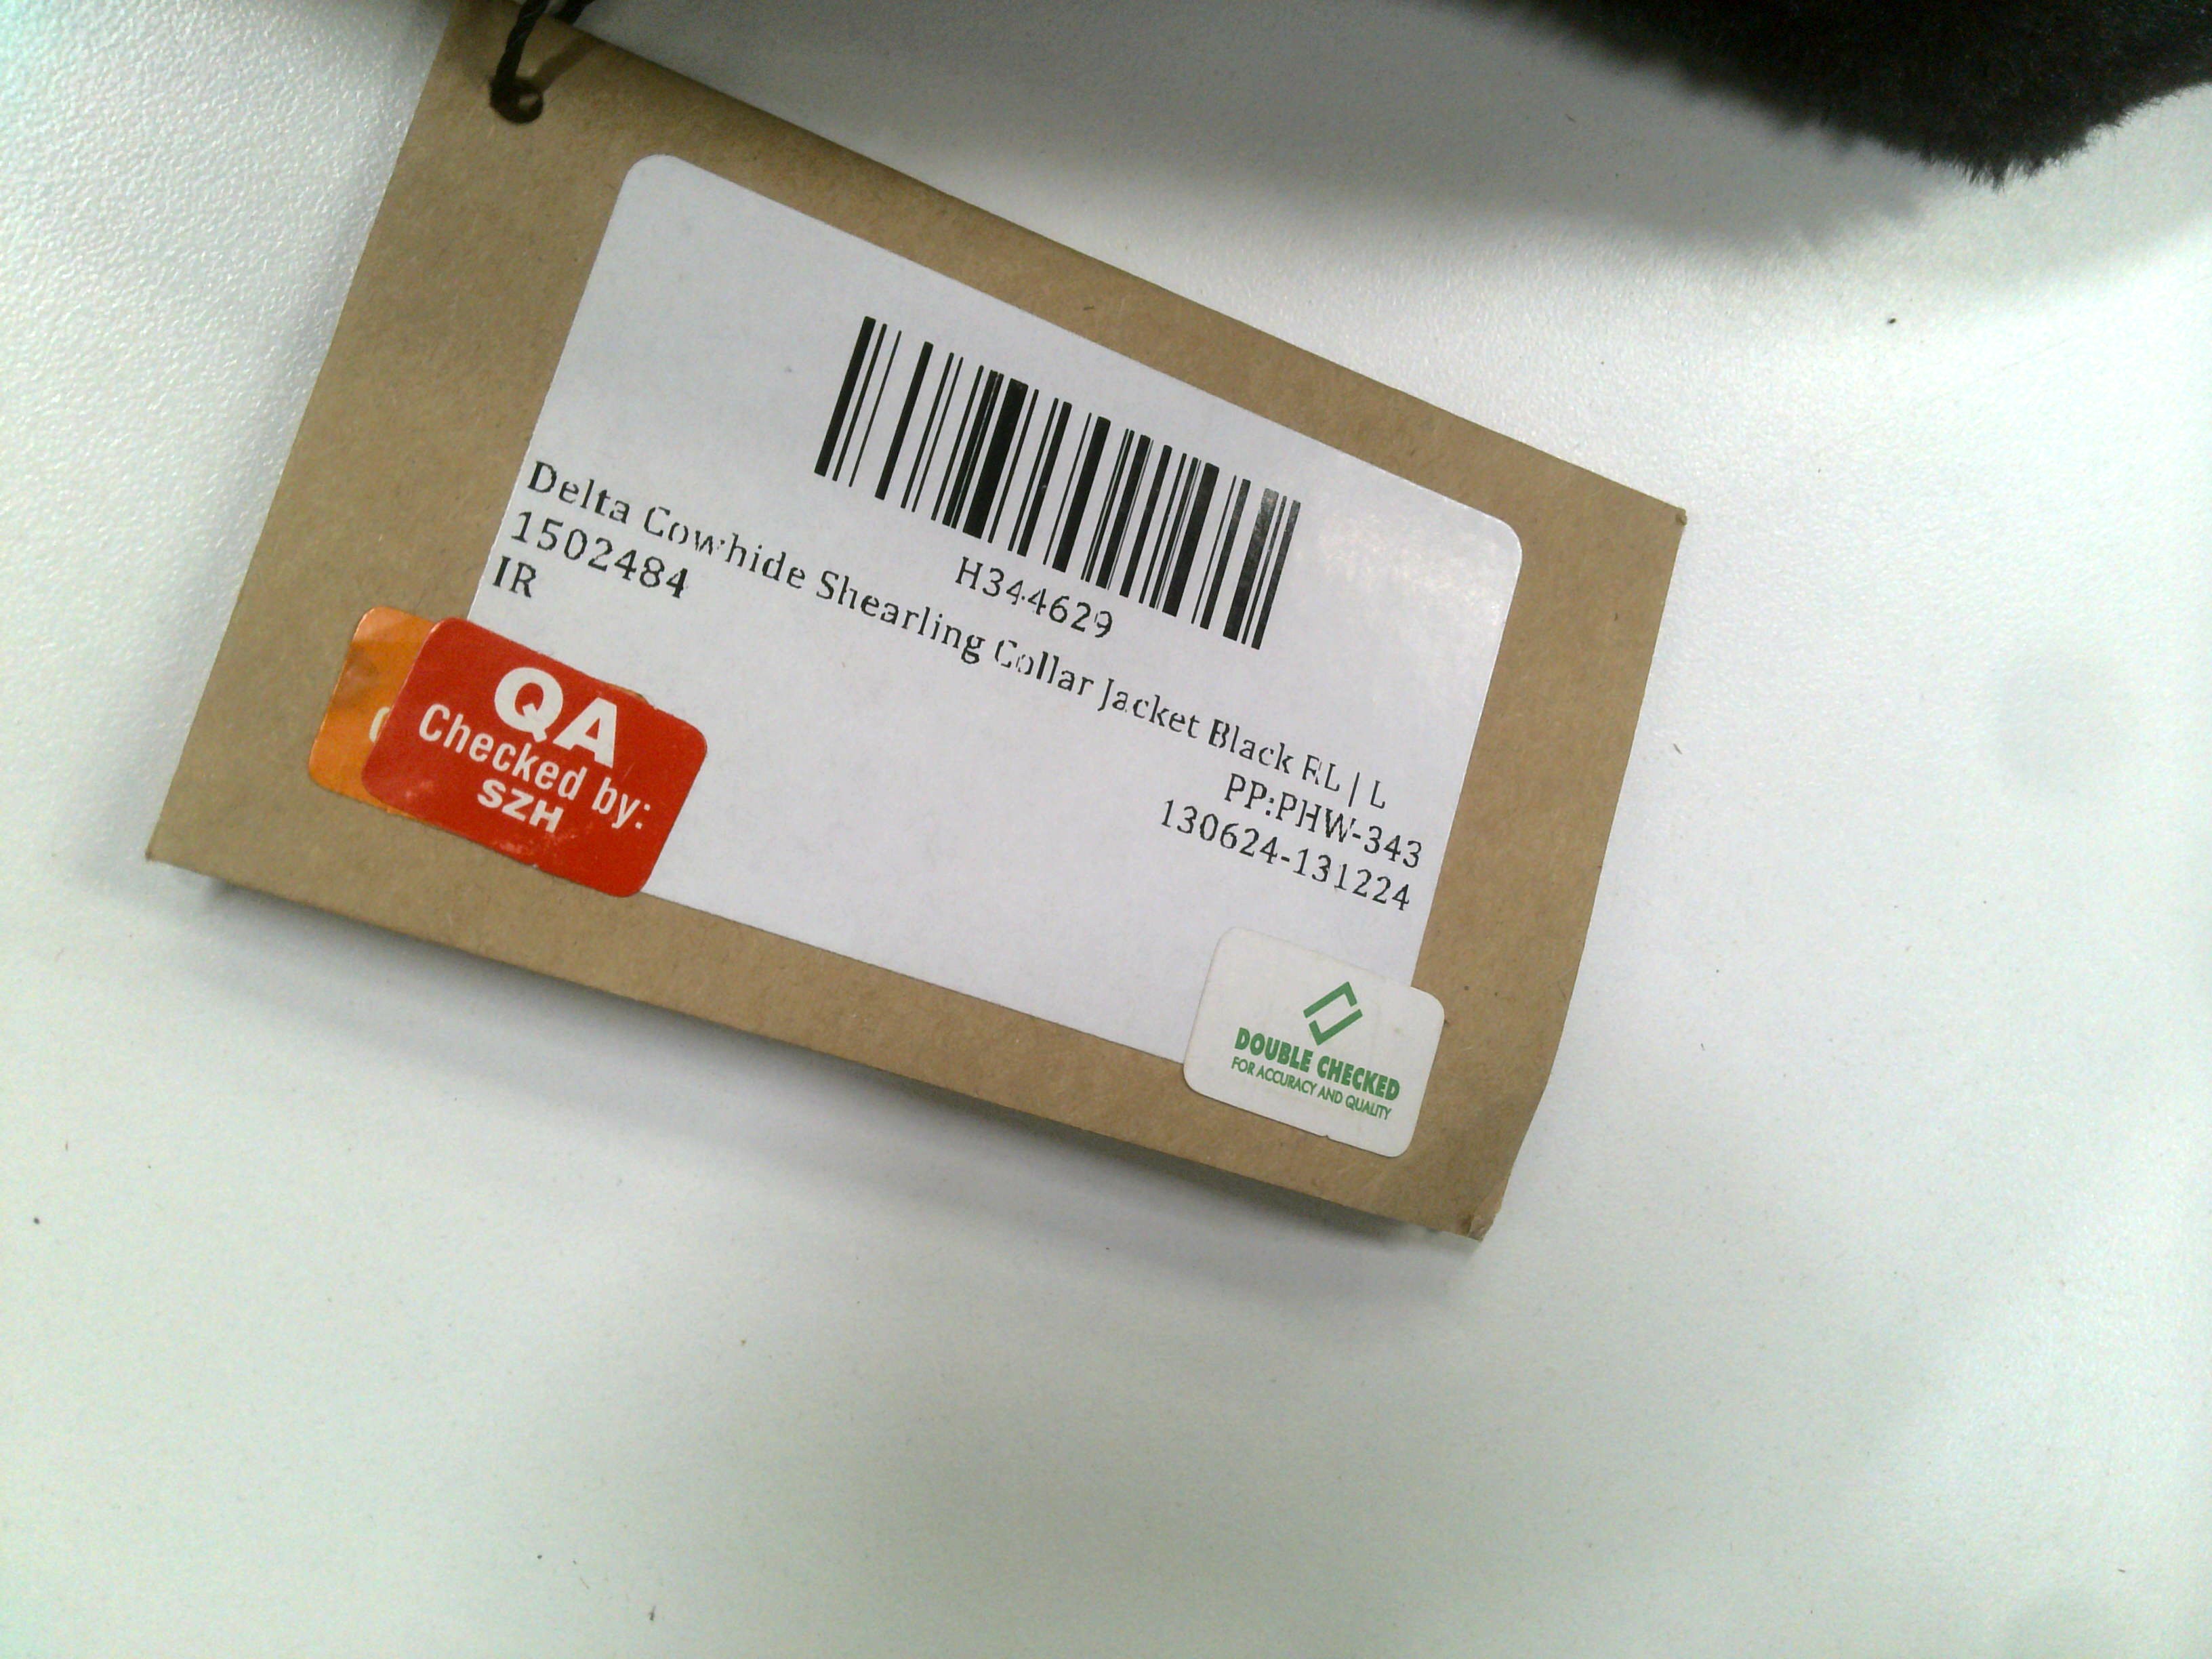 H344629
Delta Cowhide Shearling Collar Jacket Black RL | L
1502484
IR
PP:PHW-343
130624-131224
QA
Checked by:
SZH
DOUBLE CHECKED
FOR ACCURACY AND QUALITY